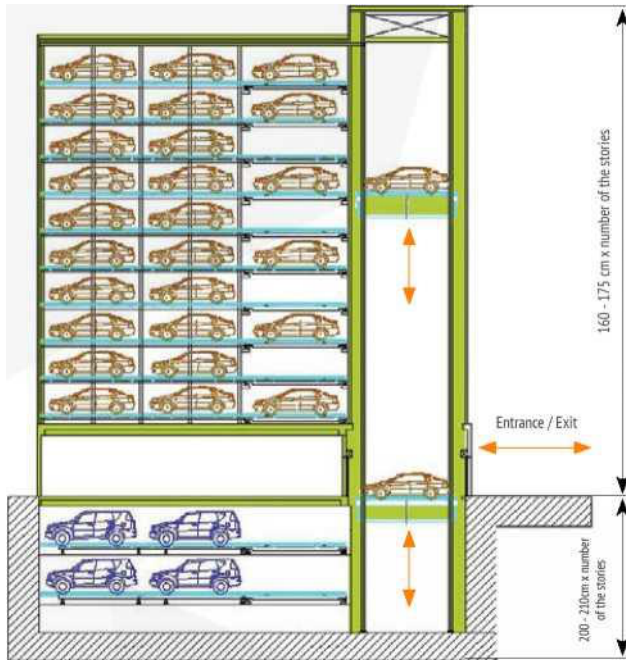 160 - 175 cm x number of the stories
Entrance / Exit
200 - 210cm x number
of the stories